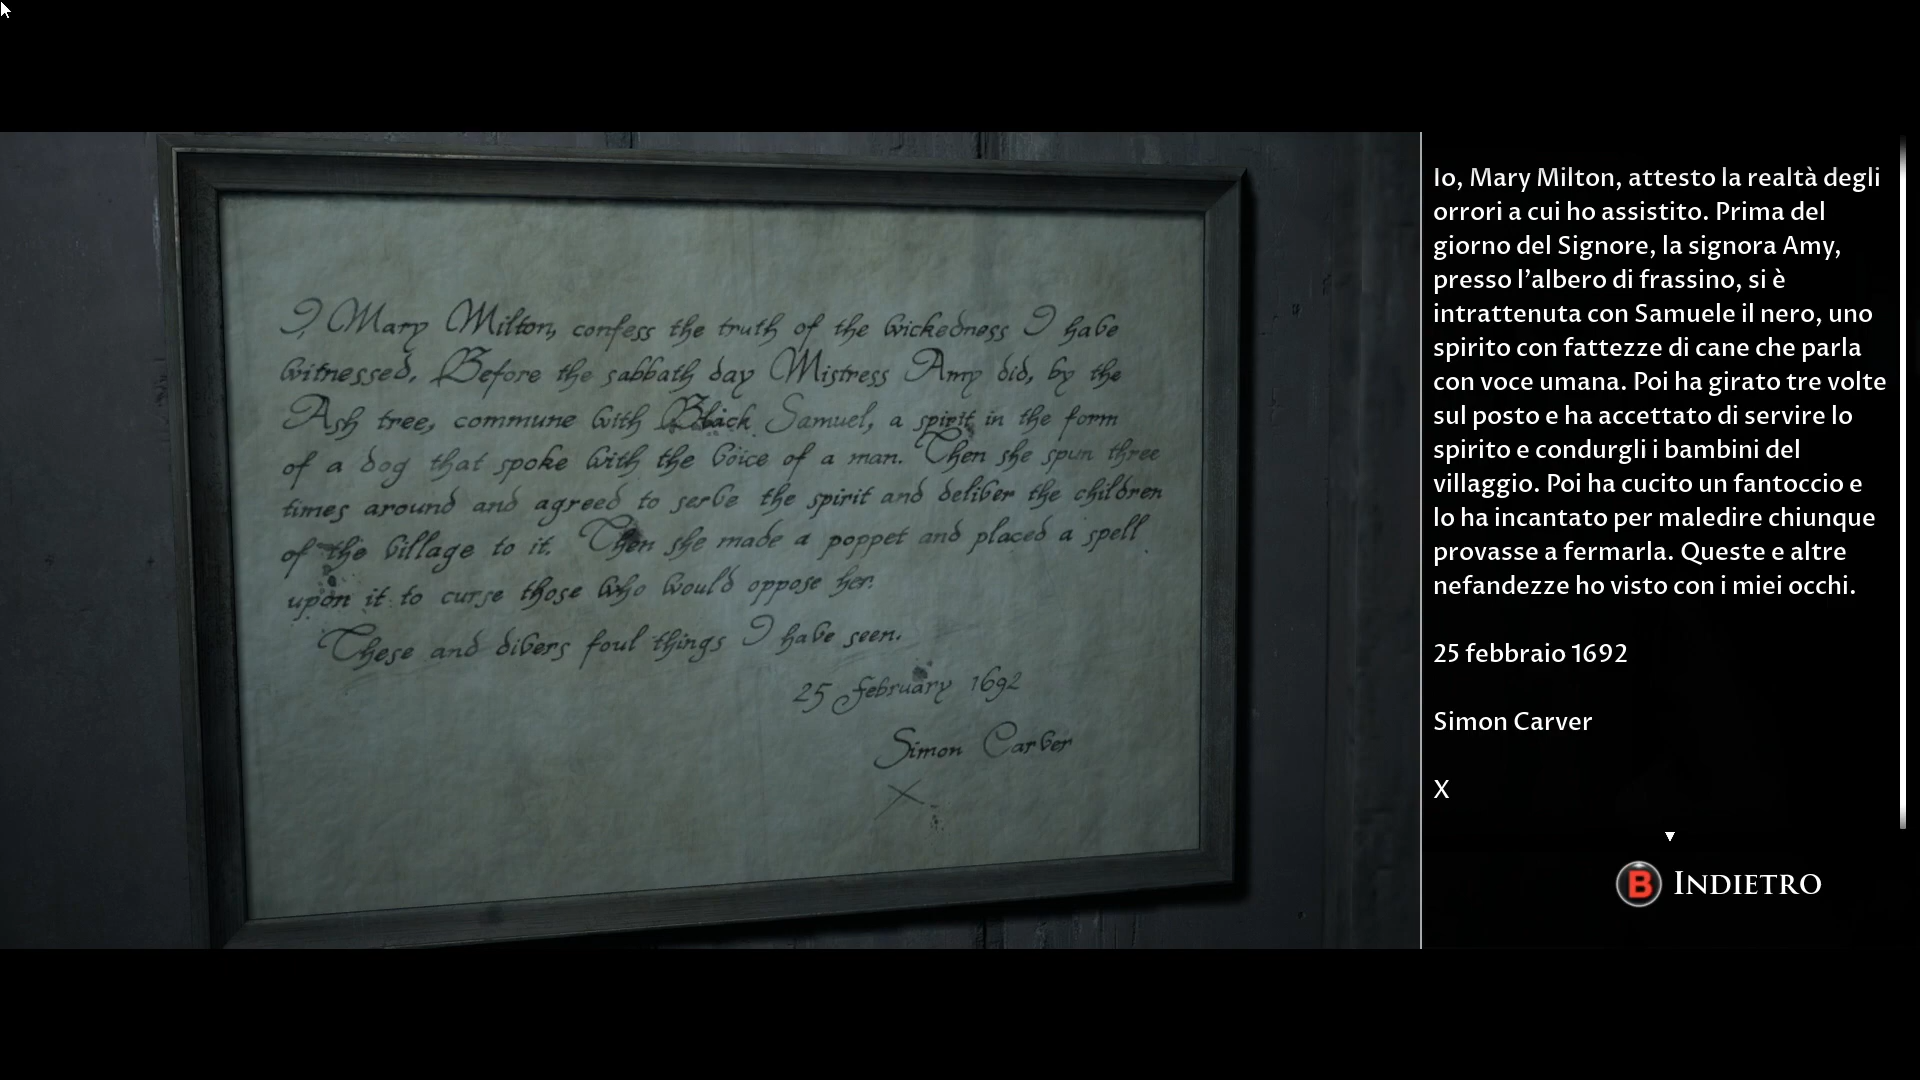 I, Mary Milton, confess the truth of the wickedness I have
witnessed. Before the sabbath day Mistress Amy did, by the
Ash tree, commune with Black Samuel, a spirit in the form
of a dog that spoke with the voice of a man. Then she spun three
times around and agreed to serve the spirit and deliver the children
of the village to it. Then she made a poppet and placed a spell
upon it to curse those who would oppose her.
These and divers foul things I have seen.
25 February 1692
Simon Carver
X
Io, Mary Milton, attesto la realtà degli
orrori a cui ho assistito. Prima del
giorno del Signore, la signora Amy,
presso l'albero di frassino, si è
intrattenuta con Samuele il nero, uno
spirito con fattezze di cane che parla
con voce umana. Poi ha girato tre volte
sul posto e ha accettato di servire lo
spirito e condurgli i bambini del
villaggio. Poi ha cucito un fantoccio e
lo ha incantato per maledire chiunque
provasse a fermarla. Queste e altre
nefandezze ho visto con i miei occhi.
25 febbraio 1692
Simon Carver
X
B INDIETRO